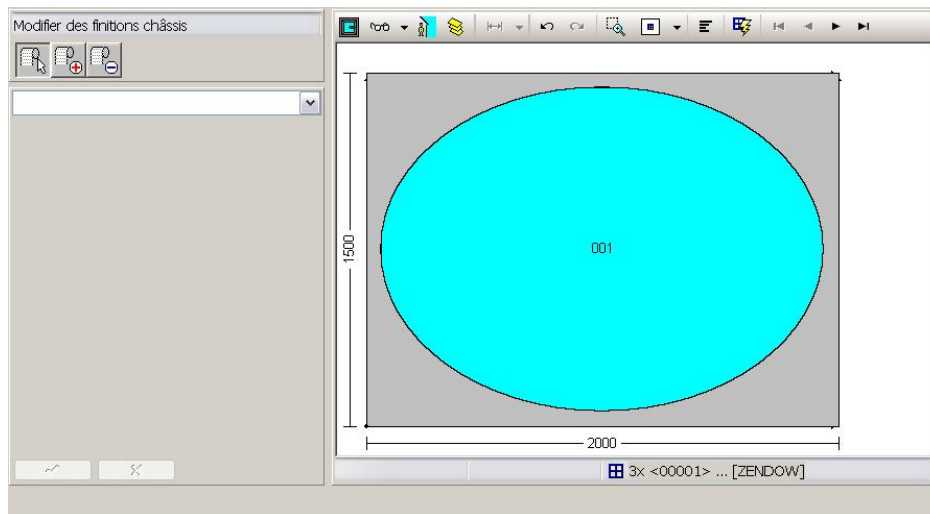 Modifier des finitions châssis
001
1500
2000
3x <00001> ... [ZENDOW]